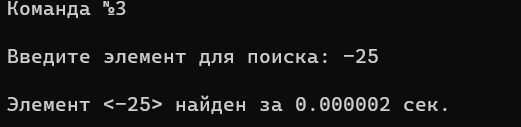 Команда №3
Введите элемент для поиска: -25
Элемент <-25> найден за 0.000002 сек.